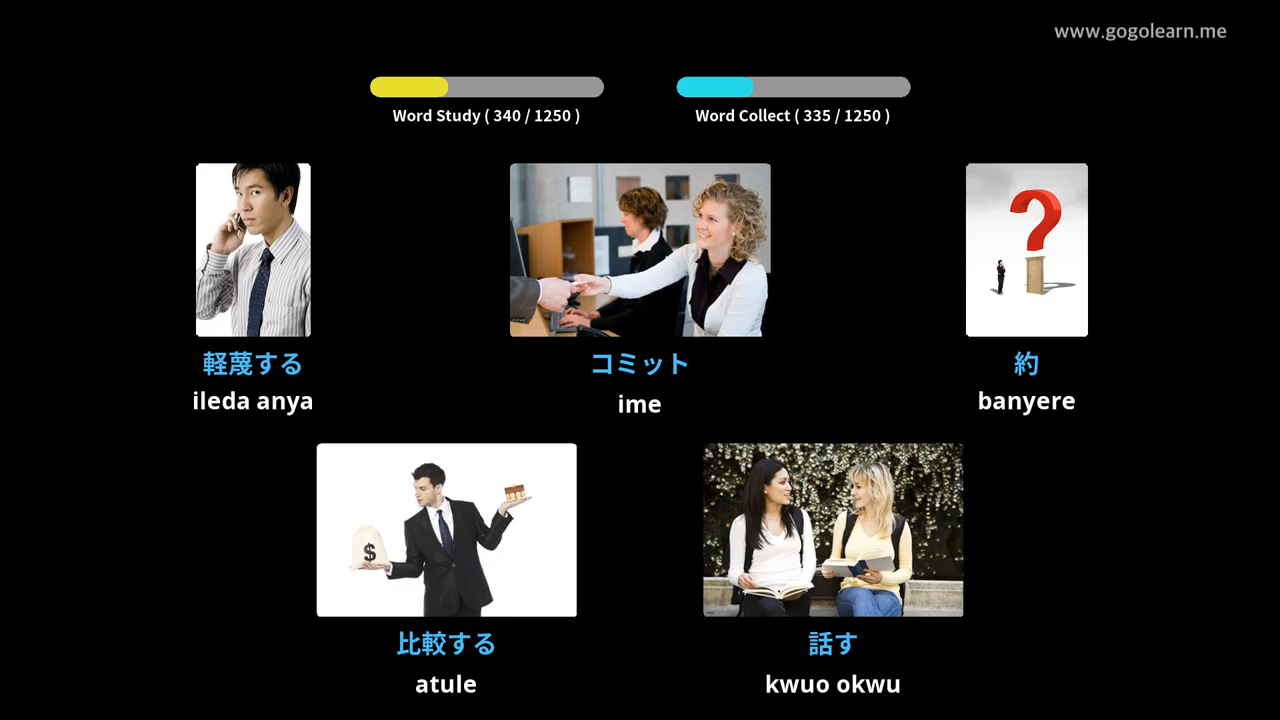 www.gogolearn.me
Word Study ( 340 / 1250 )
Word Collect ( 335 / 1250 )
軽蔑する
ileda anya
コミット
ime
約
banyere
$
比較する
atule
話す
kwuo okwu